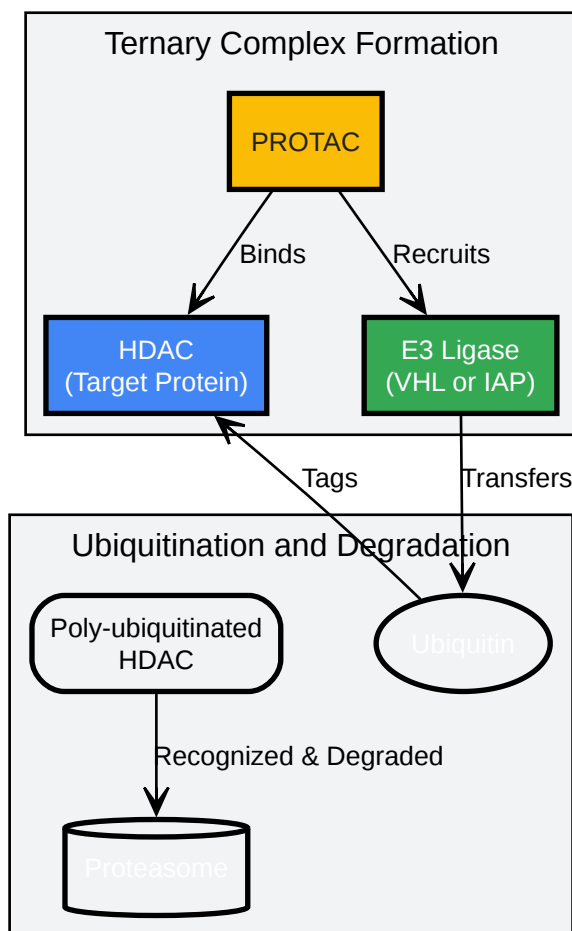 Ternary Complex Formation
PROTAC
Binds
Recruits
HDAC
(Target Protein)
E3 Ligase
(VHL or IAP)
Tags
Transfers
Ubiquitination and Degradation
Poly-ubiquitinated
HDAC
Ubiquitin
Recognized & Degraded
Proteasome